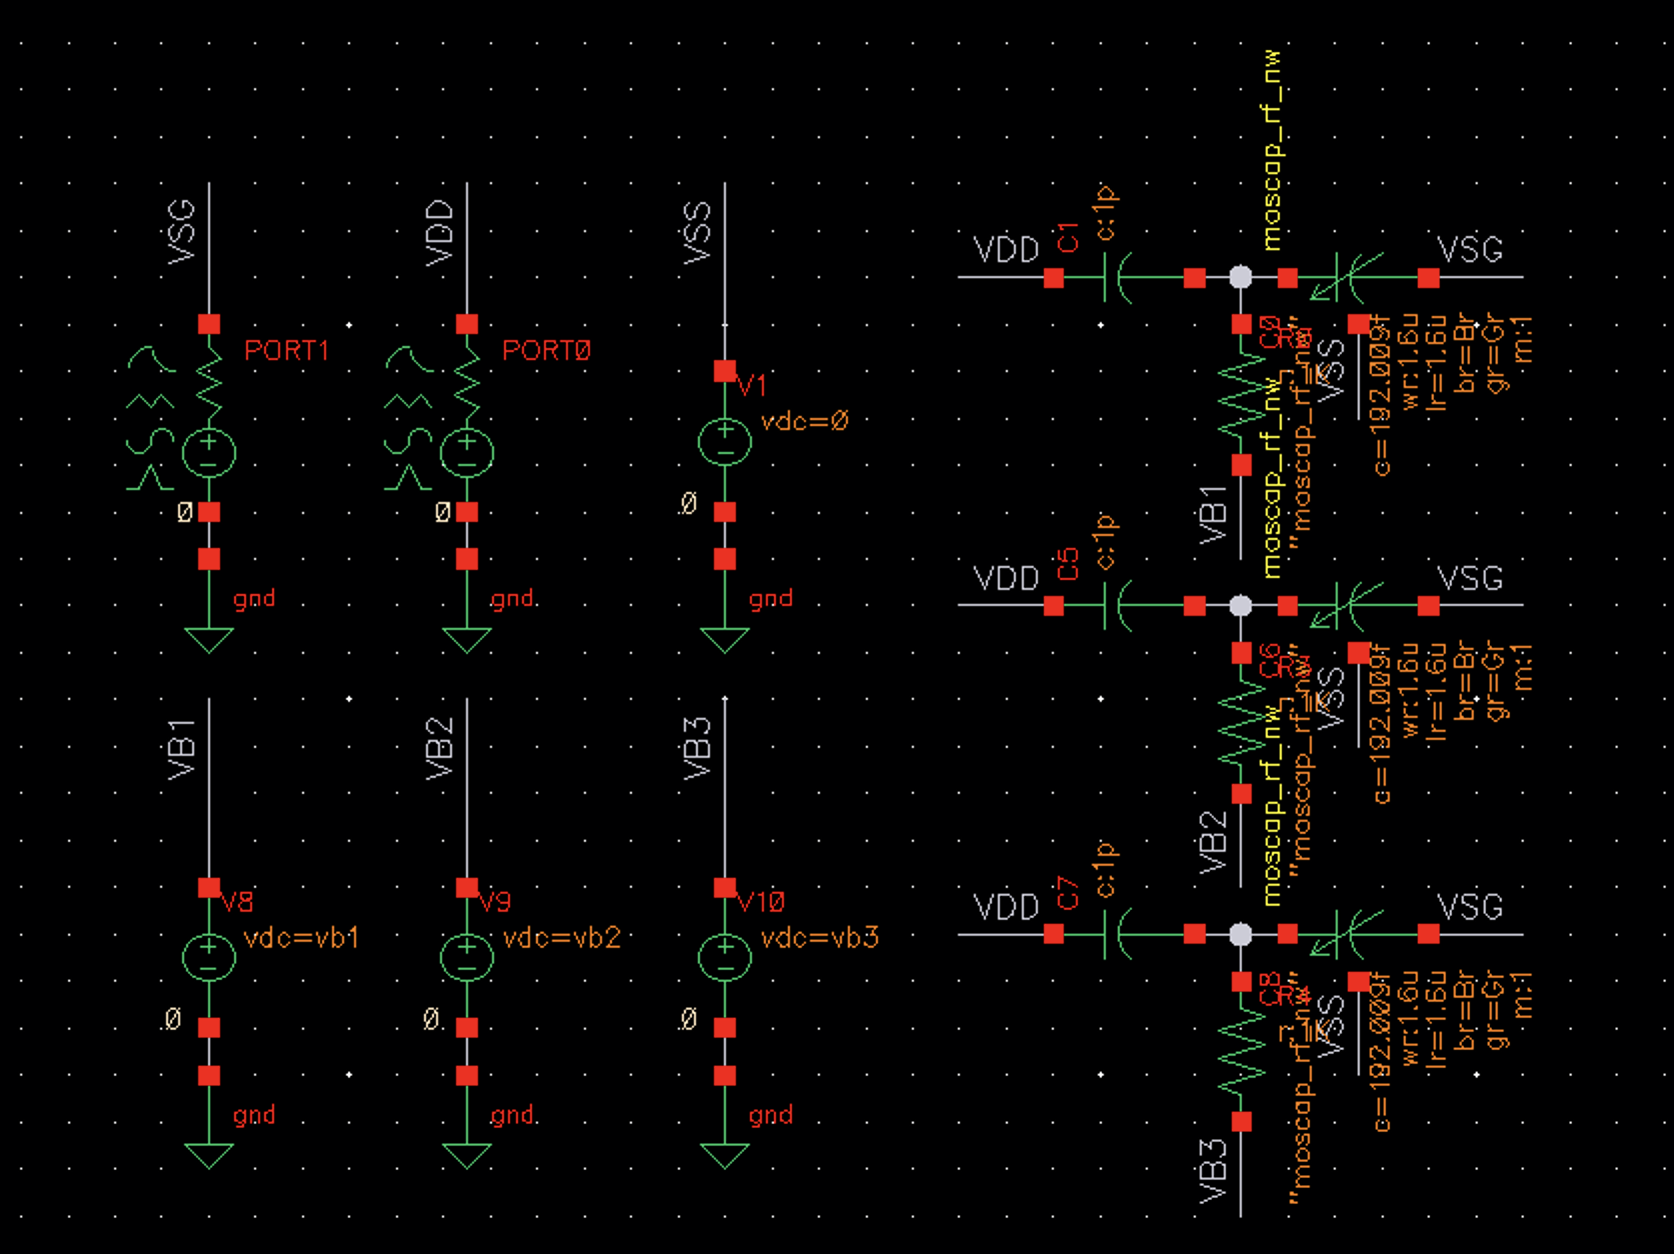 VSG
PORT1
0
gnd
VDD
PORT0
0
gnd
VSS
V1
vdc=0
0
gnd
VB1
V8
vdc=vb1
0
gnd
VB2
V9
vdc=vb2
0
gnd
VB3
V10
vdc=vb3
0
gnd
moscap_rf_nw
VDD
C1
c:1p
VSG
C0
"moscap_rf_nw"
VSS
c=192.009f
wr:1.6u
lr=1.6u
br=Br
gr=Gr
m:1
VB1
moscap_rf_nw
VDD
C5
c:1p
VSG
C6
"moscap_rf_nw"
VSS
c=192.009f
wr:1.6u
lr=1.6u
br=Br
gr=Gr
m:1
VB2
moscap_rf_nw
VDD
C7
c:1p
VSG
C8
"moscap_rf_nw"
VSS
c=192.009f
wr:1.6u
lr=1.6u
br=Br
gr=Gr
m:1
VB3